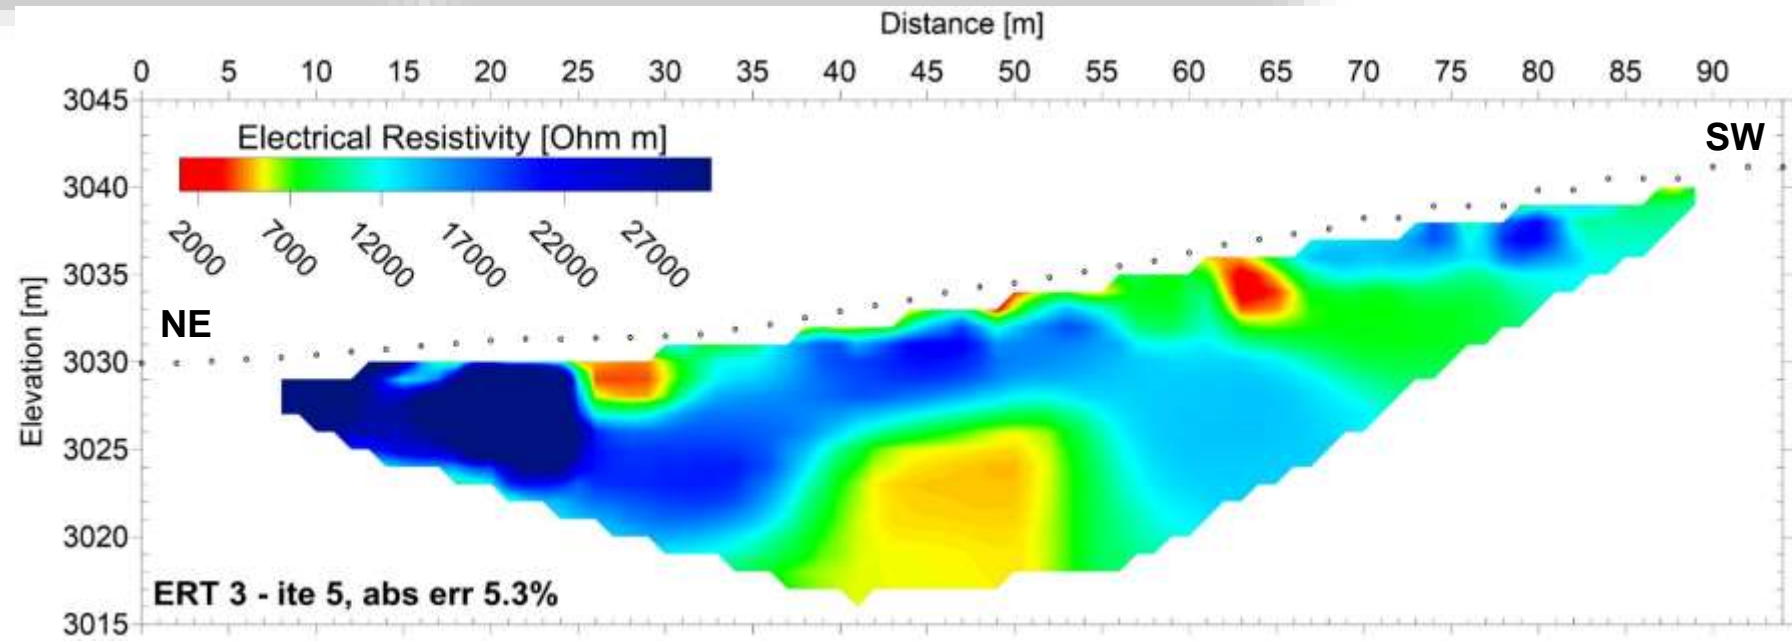 Distance [m]
0 5 10 15 20 25 30 35 40 45 50 55 60 65 70 75 80 85 90
3045
Electrical Resistivity [Ohm m]
SW
3040
2000 7000 12000 17000 22000 27000
3035
Elevation [m]
NE
3030
3025
3020
ERT 3 - ite 5, abs err 5.3%
3015